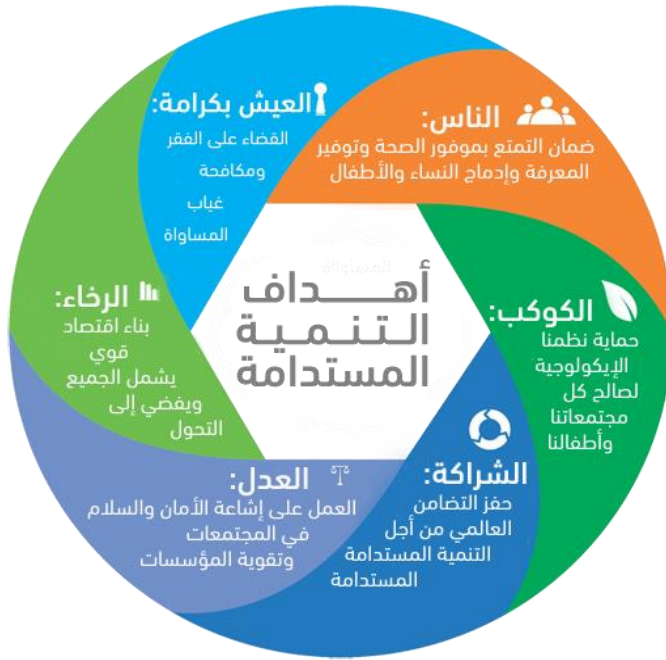 العيش بكرامة:
القضاء على الفقر
ومكافحة
غياب
المساواة
الناس:
ضمان التمتع بموفور الصحة وتوفير
المعرفة وإدماج النساء والأطفال
الكوكب:
حماية نظمنا
الإيكولوجية
لصالح كل
مجتمعاتنا
وأطفالنا
الشراكة:
حفز التضامن
العالمي من أجل
التنمية المستدامة
المستدامة
العدل:
العمل على إشاعة الأمان والسلام
في المجتمعات
وتقوية المؤسسات
الرخاء:
بناء اقتصاد
قوي
يشمل الجميع
ويفضي إلى
التحول
المساواة
أهداف
التنمية
المستدامة